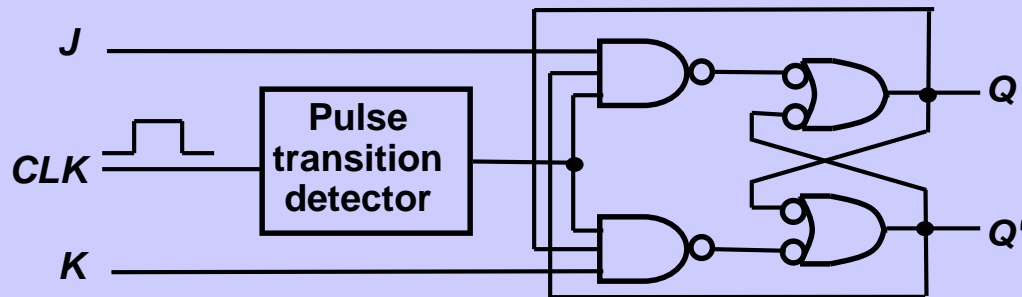 J
Pulse
transition
detector
CLK
K
Q
Q'